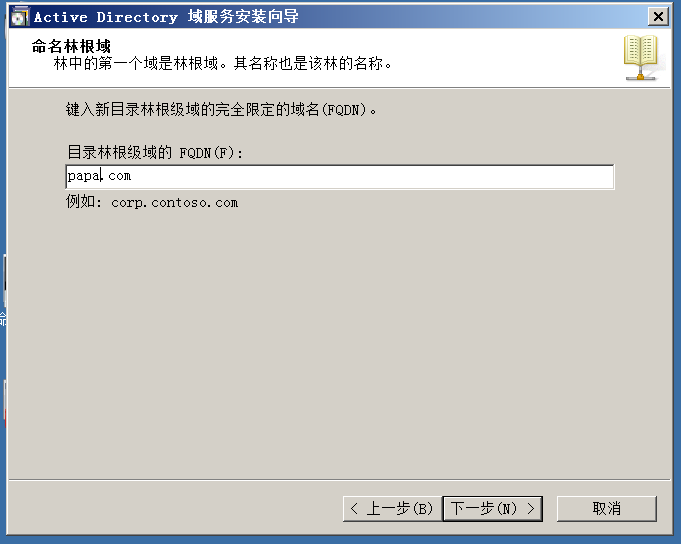 Active Directory 域服务安装向导
命名林根域
林中的第一个域是林根域。其名称也是该林的名称。
键入新目录林根级域的完全限定的域名(FQDN)。
目录林根级域的 FQDN(F):
papa.com
例如: corp.contoso.com
< 上一步(B) 下一步(N) > 取消